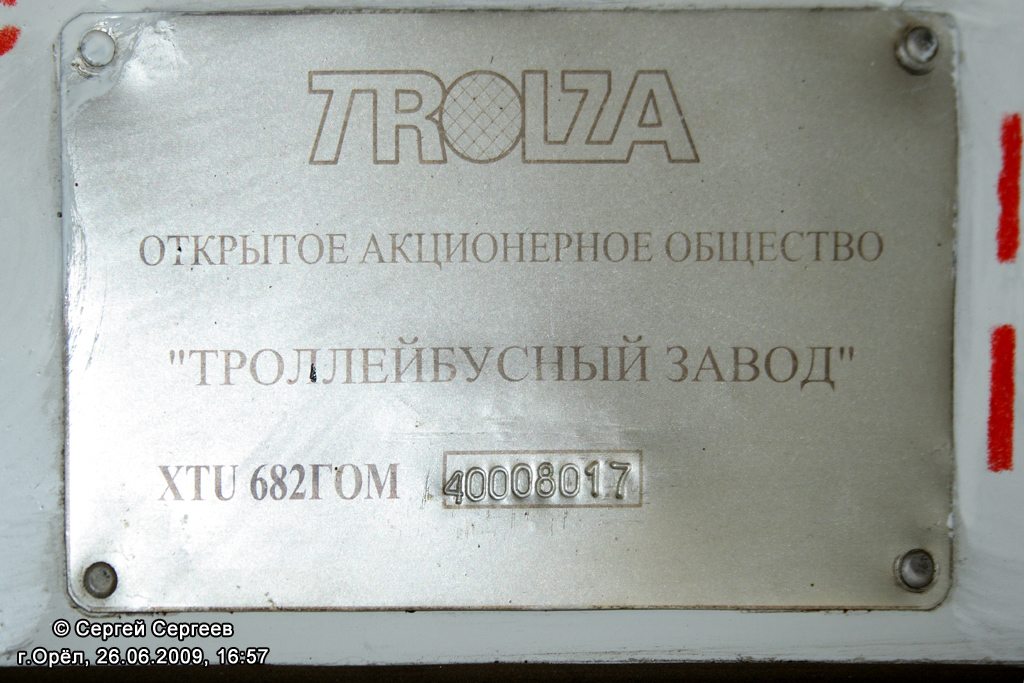 TROLZA
ОТКРЫТОЕ АКЦИОНЕРНОЕ ОБЩЕСТВО
"ТРОЛЛЕЙБУСНЫЙ ЗАВОД"
XTU 682ГОМ 40008017
© Сергей Сергеев
г.Орёл, 26.06.2009, 16:57